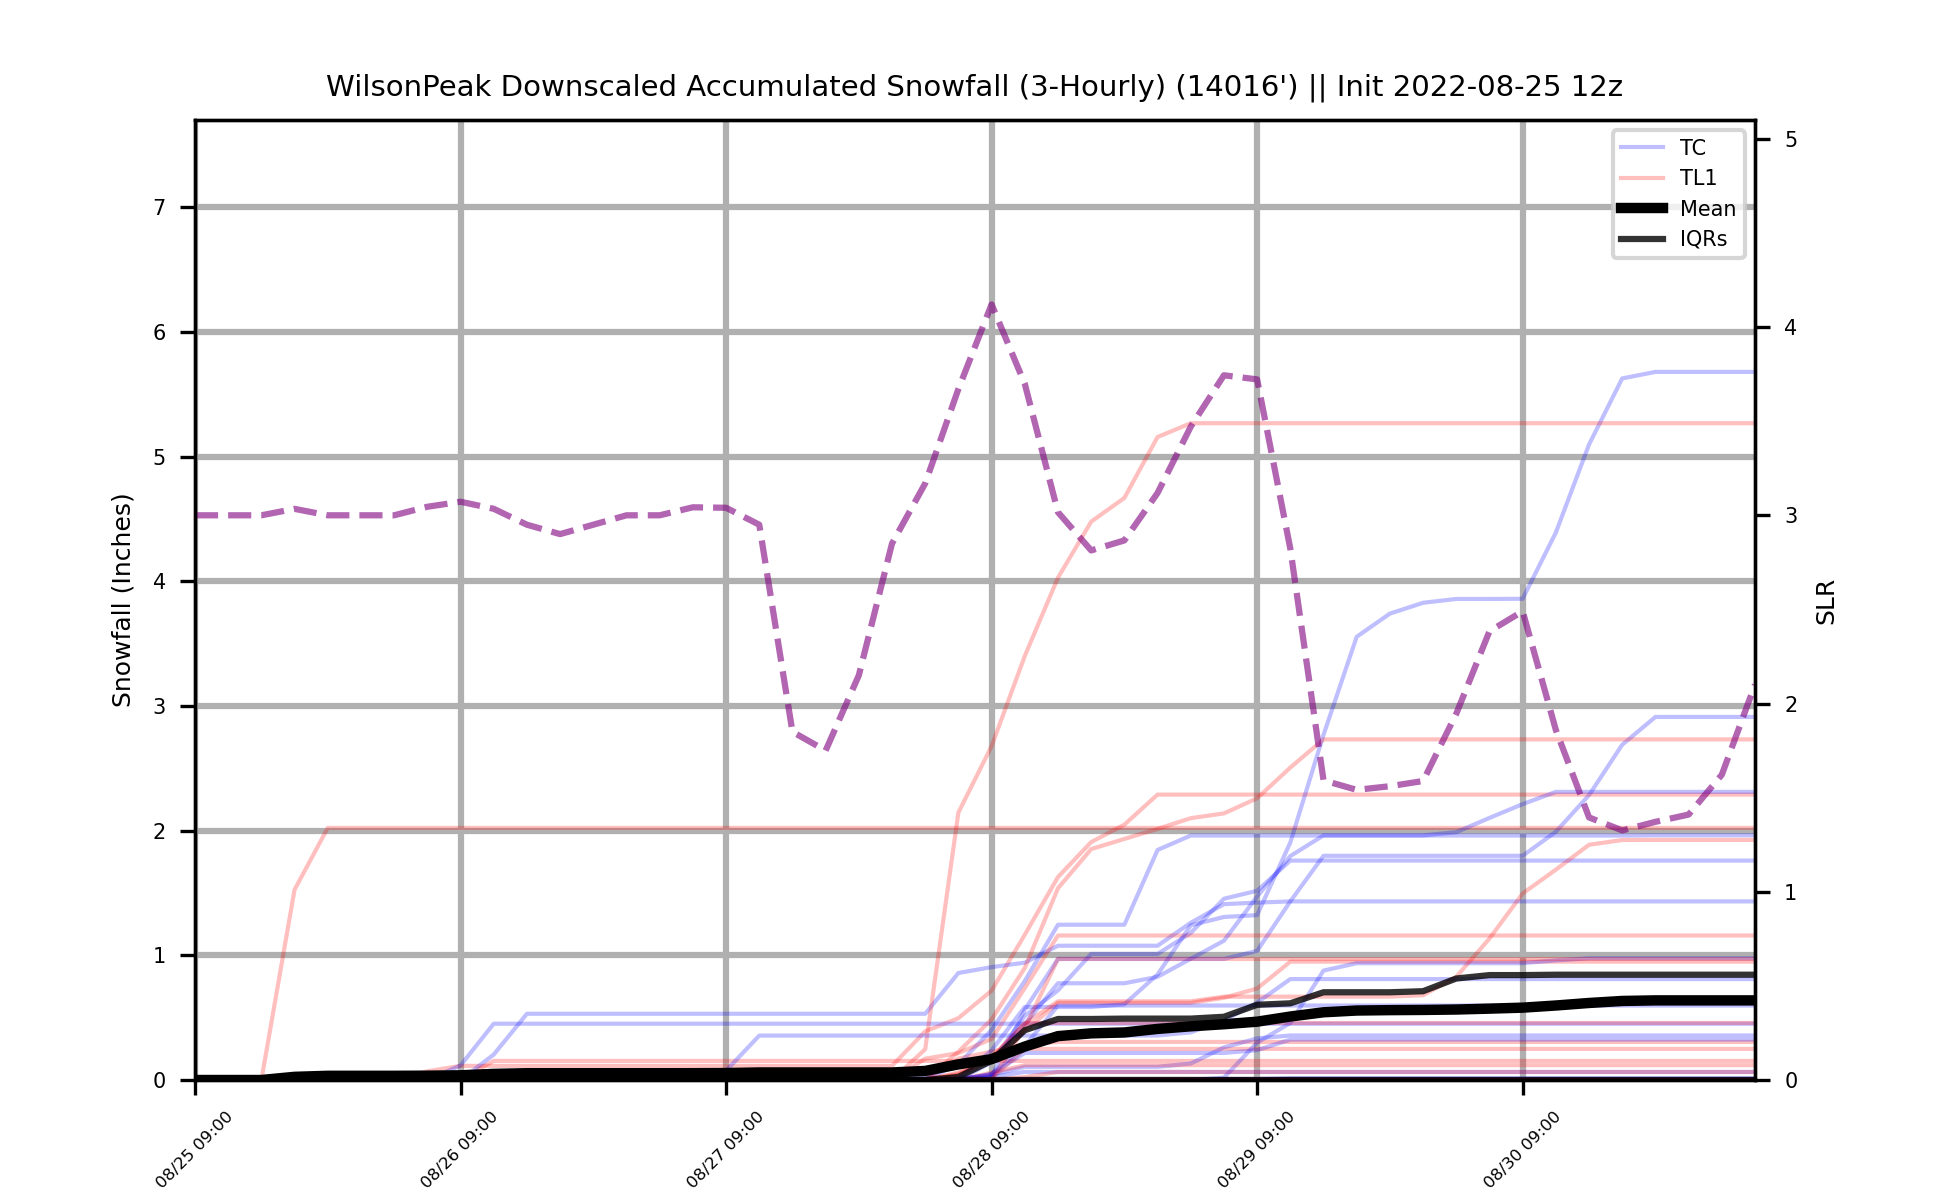 WilsonPeak Downscaled Accumulated Snowfall (3-Hourly) (14016') || Init 2022-08-25 12z
TC
TL1
Mean
IQRs
Snowfall (Inches)
7
6
5
4
3
2
1
0
SLR
5
4
3
2
1
0
08/25 09:00
08/26 09:00
08/27 09:00
08/28 09:00
08/29 09:00
08/30 09:00